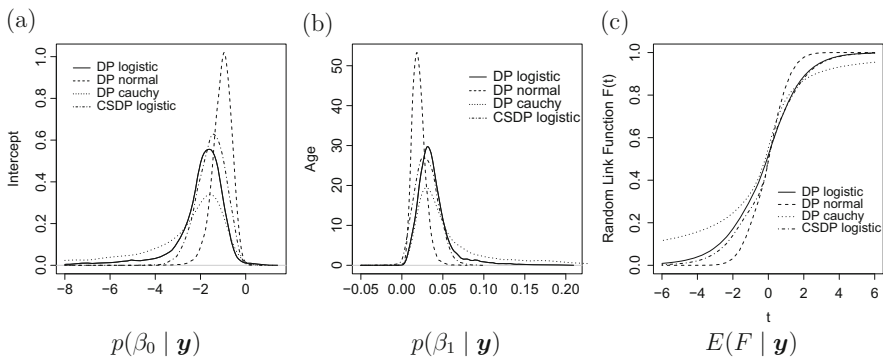 (a)
Intercept
0.0 0.2 0.4 0.6 0.8 1.0
DP logistic
DP normal
DP cauchy
CSDP logistic
−8 −6 −4 −2 0
p(β₀ | y)
(b)
Age
0 10 20 30 40 50
DP logistic
DP normal
DP cauchy
CSDP logistic
−0.05 0.00 0.05 0.10 0.15 0.20
p(β₁ | y)
(c)
Random Link Function F(t)
0.0 0.2 0.4 0.6 0.8 1.0
DP logistic
DP normal
DP cauchy
CSDP logistic
−6 −4 −2 0 2 4 6
t
E(F | y)